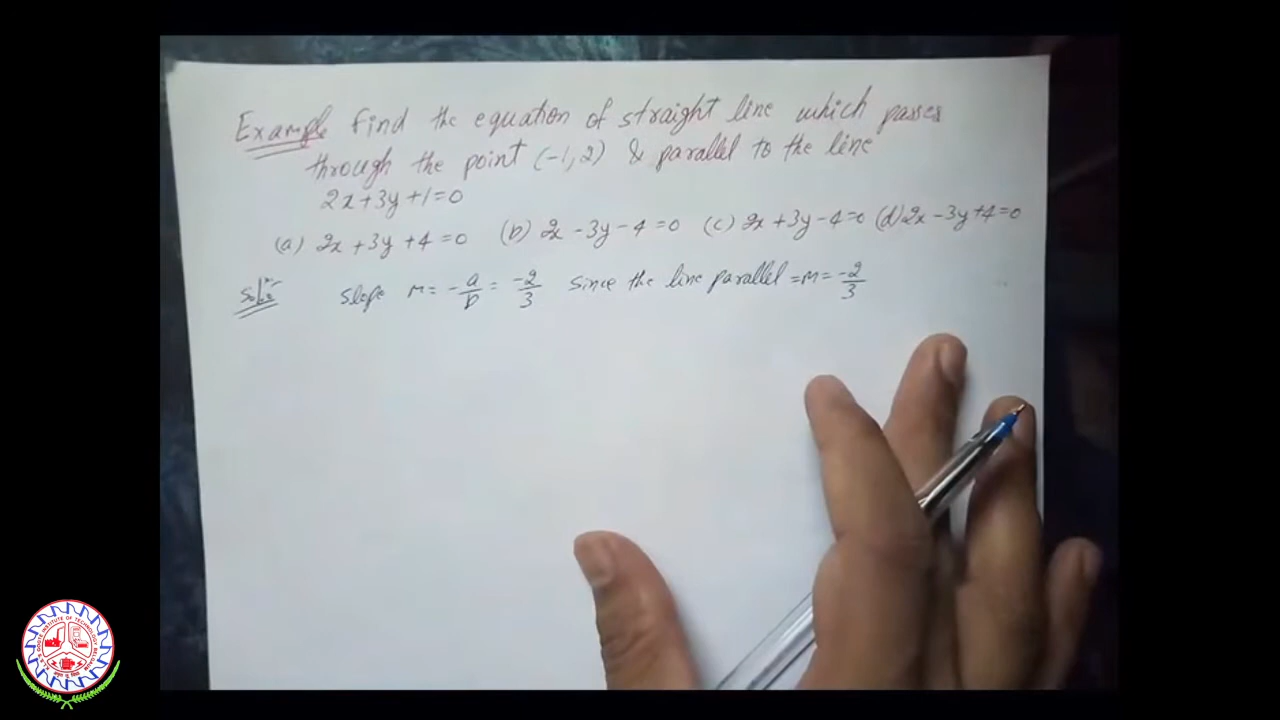 Example Find the equation of straight line which passes
through the point (-1, 2) & parallel to the line
2x+3y+1=0
(a) 2x+3y+4=0 (b) 2x-3y-4=0 (c) 2x+3y-4=0 (d) 2x-3y+4=0
Soln slope m = -a/b = -2/3 since the line parallel = m = -2/3